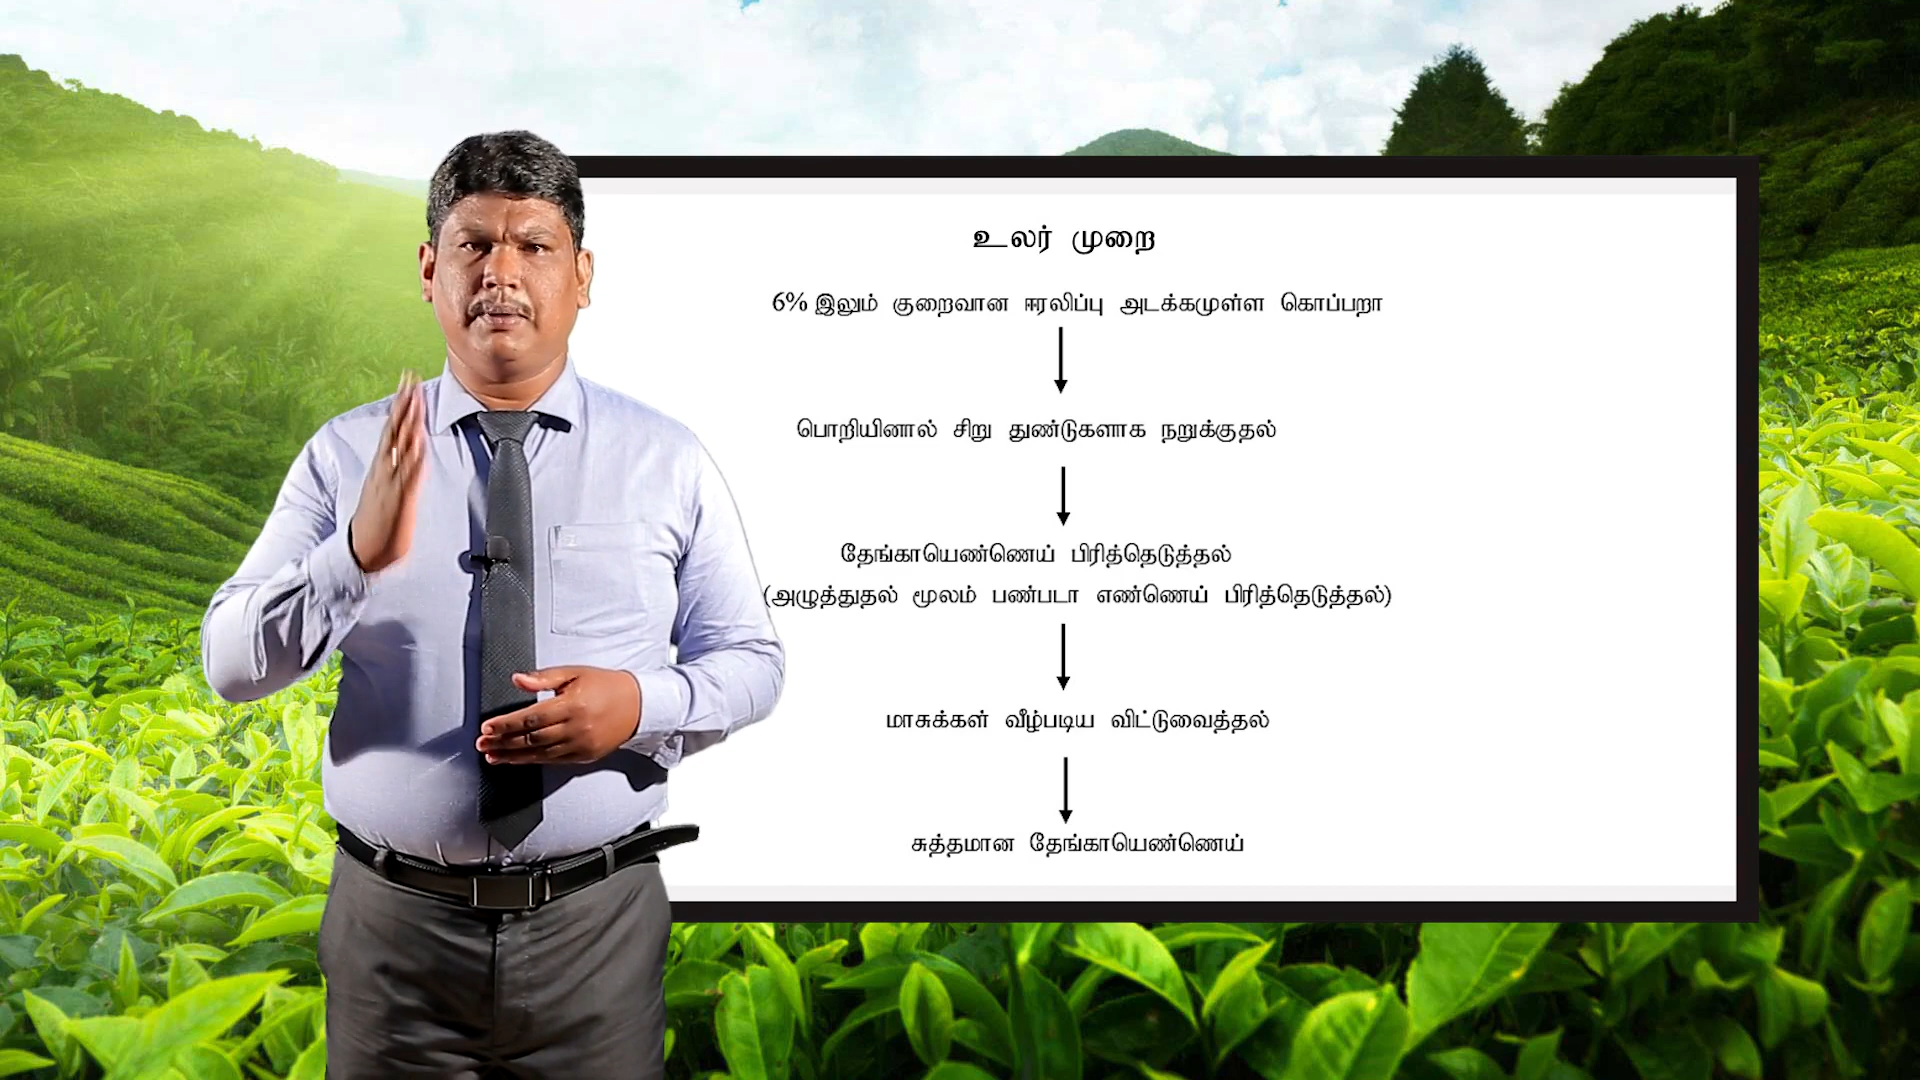 உலர் முறை
6% இலும் குறைவான ஈரலிப்பு அடக்கமுள்ள கொப்பறா
பொறியினால் சிறு துண்டுகளாக நறுக்குதல்
தேங்காயெண்ணெய் பிரித்தெடுத்தல்
(அழுத்துதல் மூலம் பண்படா எண்ணெய் பிரித்தெடுத்தல்)
மாசுக்கள் வீழ்படிய விட்டுவைத்தல்
சுத்தமான தேங்காயெண்ணெய்